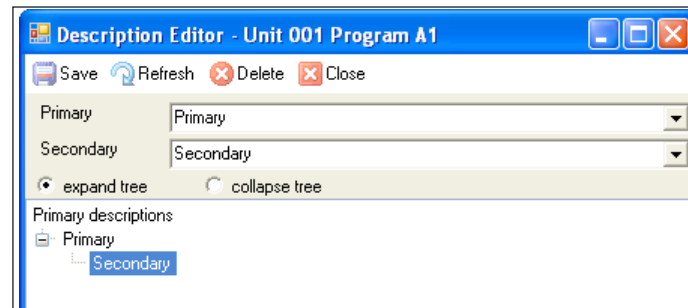 Description Editor - Unit 001 Program A1
Save Refresh Delete Close
Primary Primary
Secondary Secondary
expand tree collapse tree
Primary descriptions
Primary
Secondary